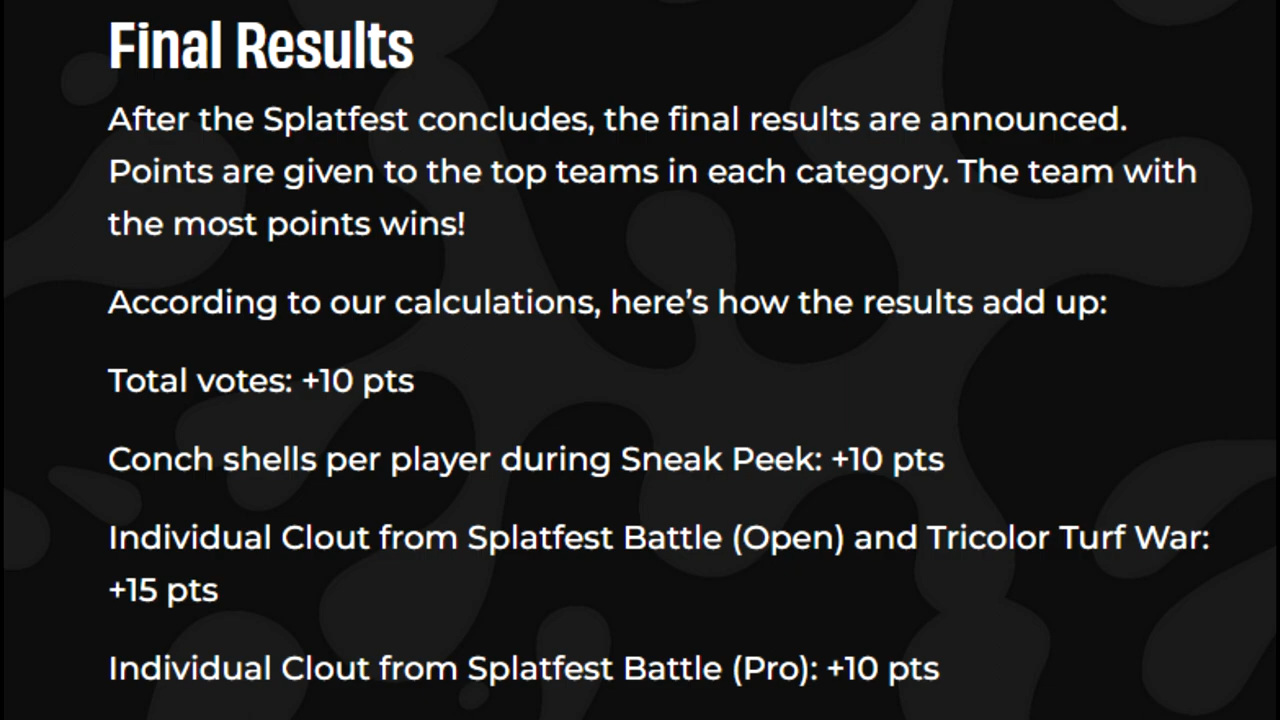 Final Results
After the Splatfest concludes, the final results are announced.
Points are given to the top teams in each category. The team with
the most points wins!
According to our calculations, here’s how the results add up:
Total votes: +10 pts
Conch shells per player during Sneak Peek: +10 pts
Individual Clout from Splatfest Battle (Open) and Tricolor Turf War:
+15 pts
Individual Clout from Splatfest Battle (Pro): +10 pts